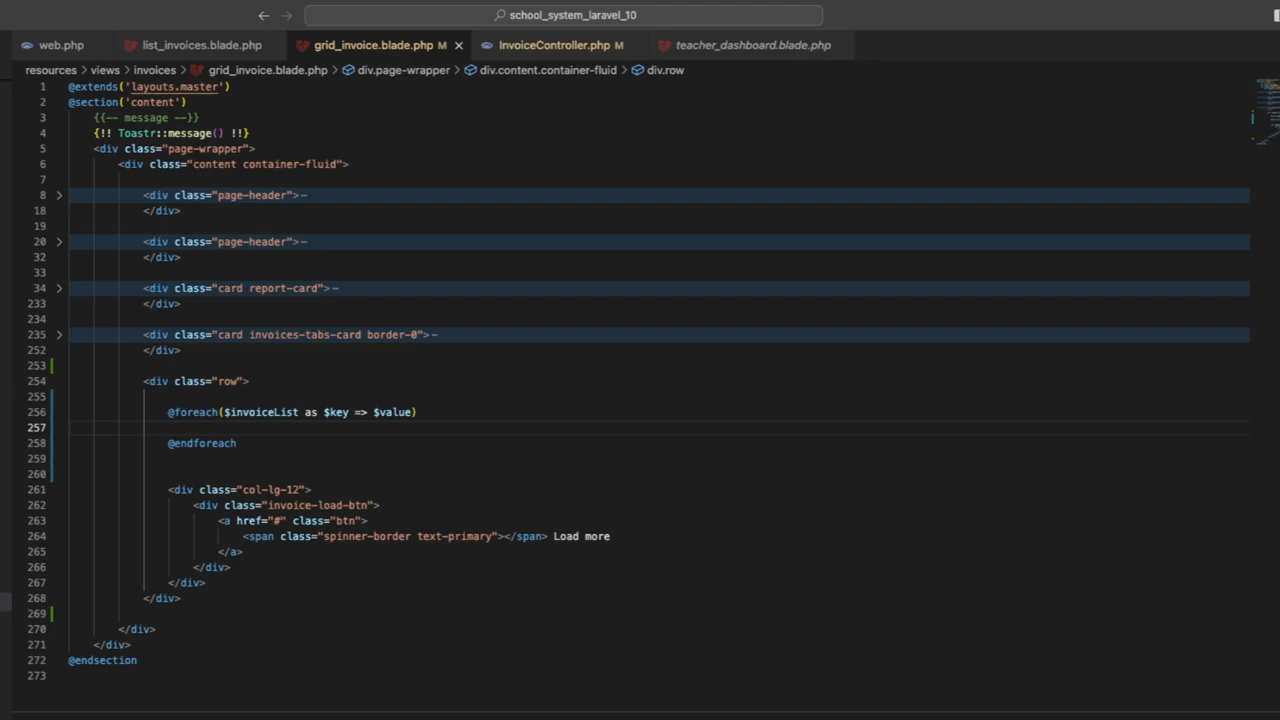 school_system_laravel_10
web.php
list_invoices.blade.php
grid_invoice.blade.php M
InvoiceController.php M
teacher_dashboard.blade.php
resources > views > invoices > grid_invoice.blade.php > div.page-wrapper > div.content.container-fluid > div.row
1 @extends('layouts.master')
2 @section('content')
3 {{-- message --}}
4 {!! Toastr::message() !!}
5 <div class="page-wrapper">
6 <div class="content container-fluid">
7
8 <div class="page-header">–
18 </div>
19
20 <div class="page-header">–
32 </div>
33
34 <div class="card report-card">–
233 </div>
234
235 <div class="card invoices-tabs-card border-0">–
252 </div>
253
254 <div class="row">
255
256 @foreach($invoiceList as $key => $value)
257
258 @endforeach
259
260
261 <div class="col-lg-12">
262 <div class="invoice-load-btn">
263 <a href="#" class="btn">
264 <span class="spinner-border text-primary"></span> Load more
265 </a>
266 </div>
267 </div>
268 </div>
269
270 </div>
271 </div>
272 @endsection
273